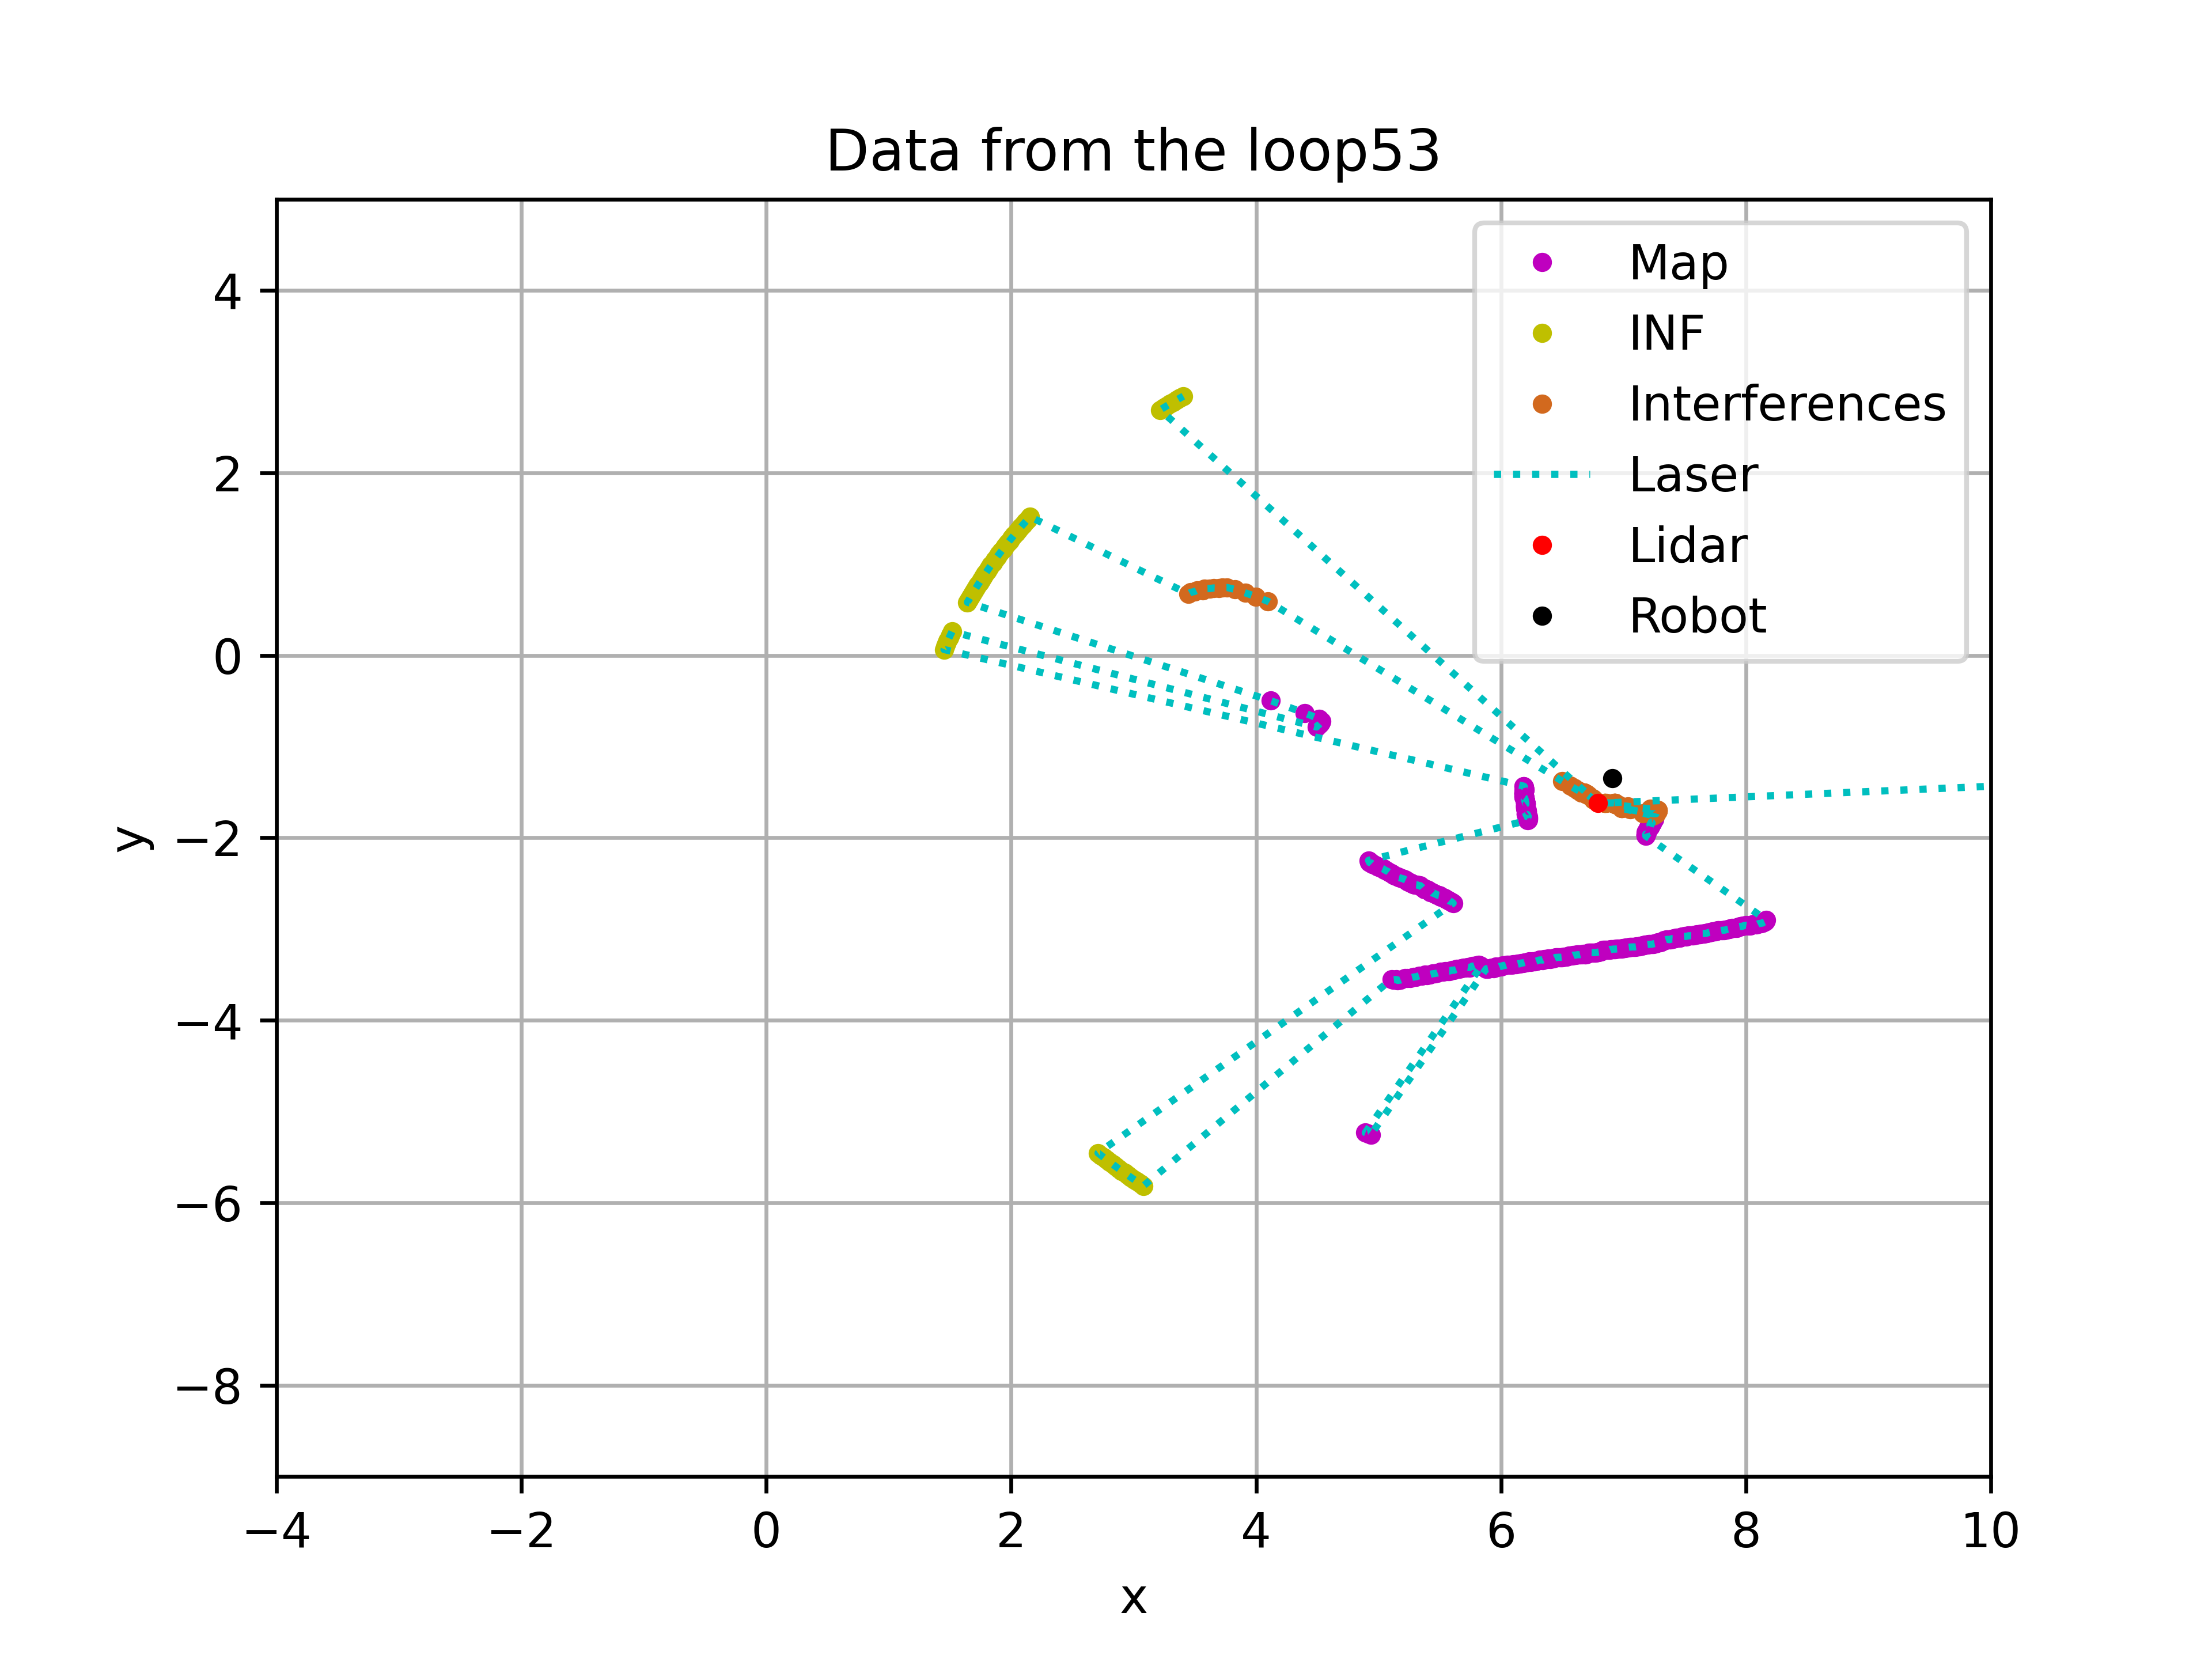 Data from the loop53
Map
INF
Interferences
Laser
Lidar
Robot
4
2
0
−2
−4
−6
−8
y
−4 −2 0 2 4 6 8 10
x